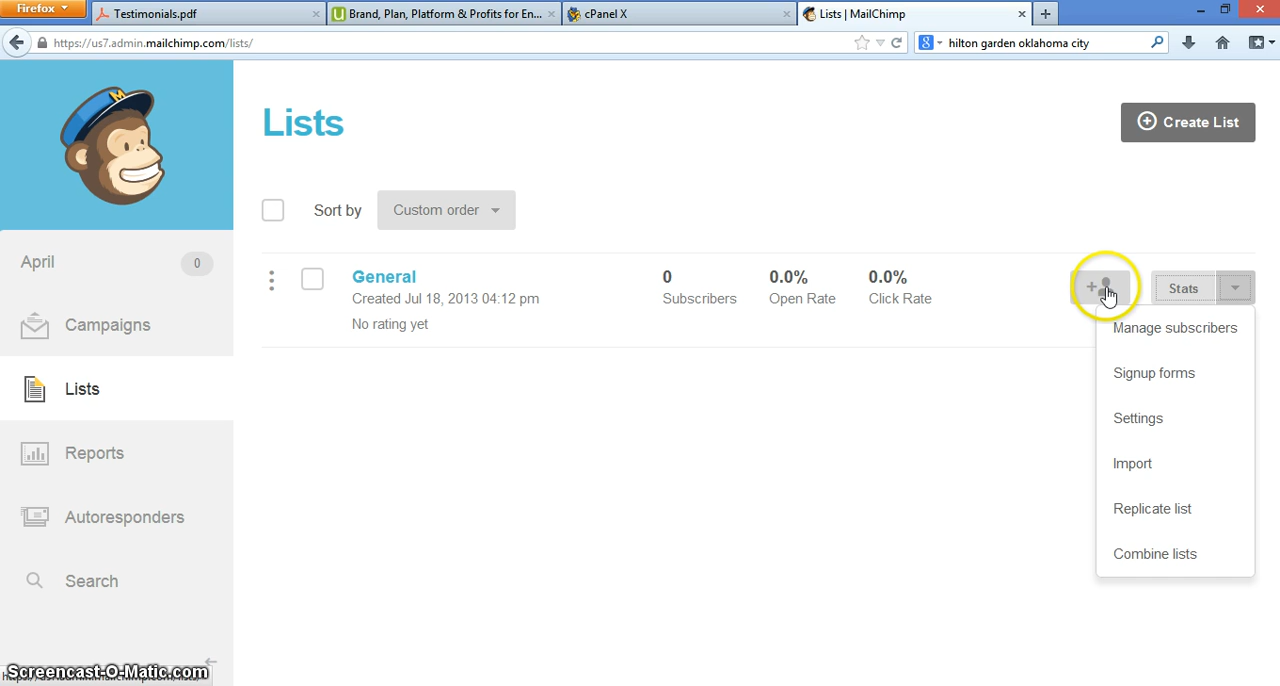 Firefox
Testimonials.pdf
Brand, Plan, Platform & Profits for En...
cPanel X
Lists | MailChimp
https://us7.admin.mailchimp.com/lists/
hilton garden oklahoma city
Lists
Create List
Sort by
Custom order
April
0
Campaigns
Lists
Reports
Autoresponders
Search
General
Created Jul 18, 2013 04:12 pm
No rating yet
0
Subscribers
0.0%
Open Rate
0.0%
Click Rate
Stats
Manage subscribers
Signup forms
Settings
Import
Replicate list
Combine lists
Screencast-O-Matic.com